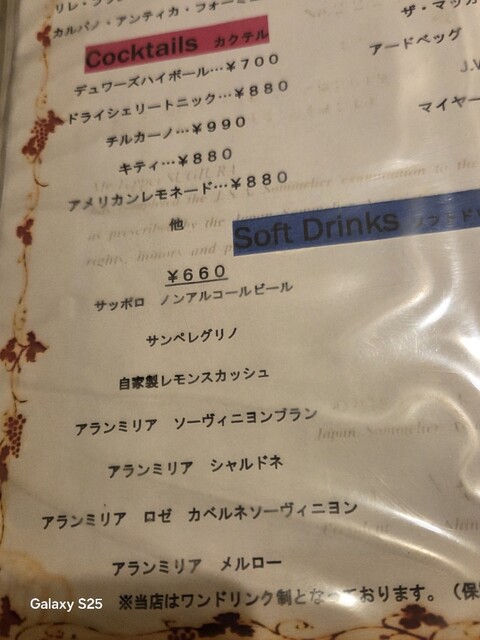 カルパノ・アンティカ・フォーミュ
Cocktails カクテル
デュワーズハイボール…￥700
ドライシェリートニック…￥880
チルカーノ…￥990
キティ…￥880
アメリカンレモネード…￥880
他
アードベッグ
J.W
マイヤー
Soft Drinks ソフトドリ
￥660
サッポロ ノンアルコールビール
サンペレグリノ
自家製レモンスカッシュ
アランミリア ソーヴィニヨンブラン
アランミリア シャルドネ
アランミリア ロゼ カベルネソーヴィニヨン
アランミリア メルロー
※当店はワンドリンク制となっております。（保
Galaxy S25